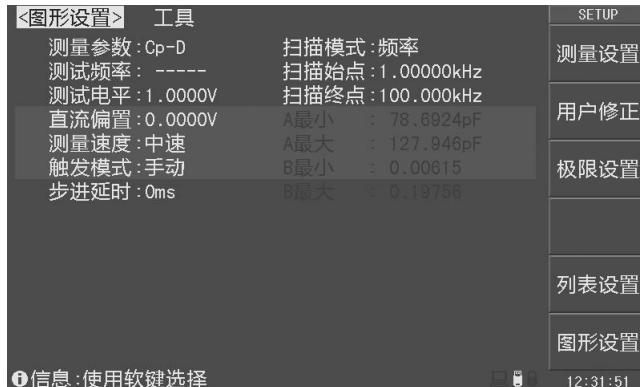 <图形设置> 工具
测量参数:Cp-D 扫描模式:频率
测试频率: ----- 扫描始点:1.00000kHz
测试电平:1.0000V 扫描终点:100.000kHz
直流偏置:0.0000V A最小 : 78.6924pF
测量速度:中速 A最大 : 127.946pF
触发模式:手动 B最小 : 0.00615
步进延时:0ms B最大 : 0.19756
SETUP
测量设置
用户修正
极限设置
列表设置
图形设置
信息:使用软键选择
12:31:51